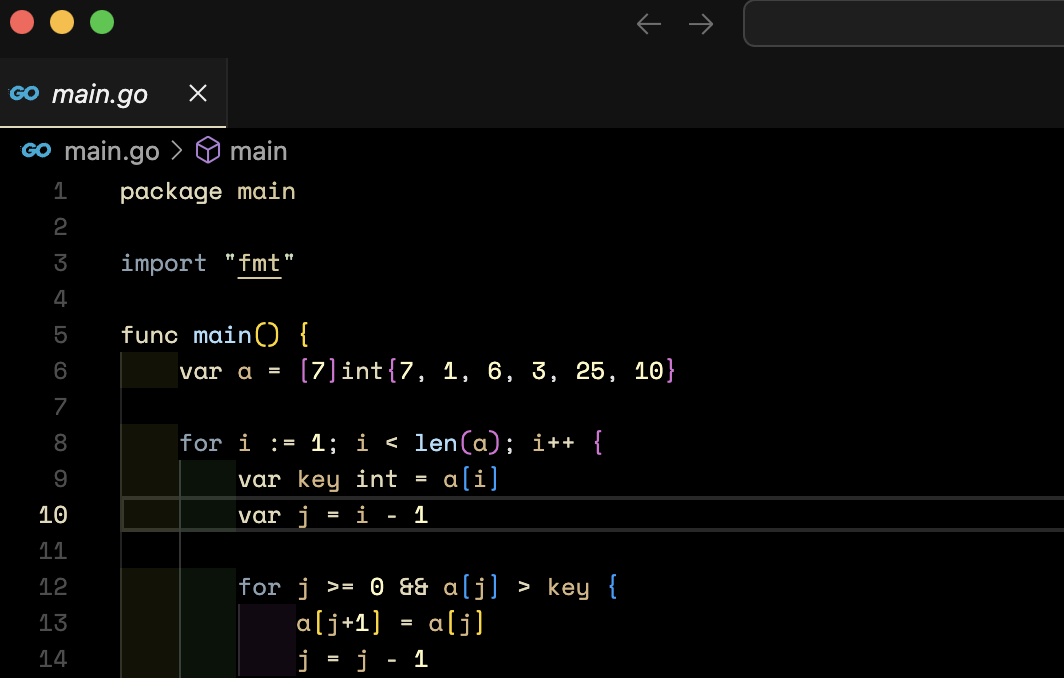 GO main.go
GO main.go > main
1 package main
2
3 import "fmt"
4
5 func main() {
6 var a = [7]int{7, 1, 6, 3, 25, 10}
7
8 for i := 1; i < len(a); i++ {
9 var key int = a[i]
10 var j = i - 1
11
12 for j >= 0 && a[j] > key {
13 a[j+1] = a[j]
14 j = j - 1